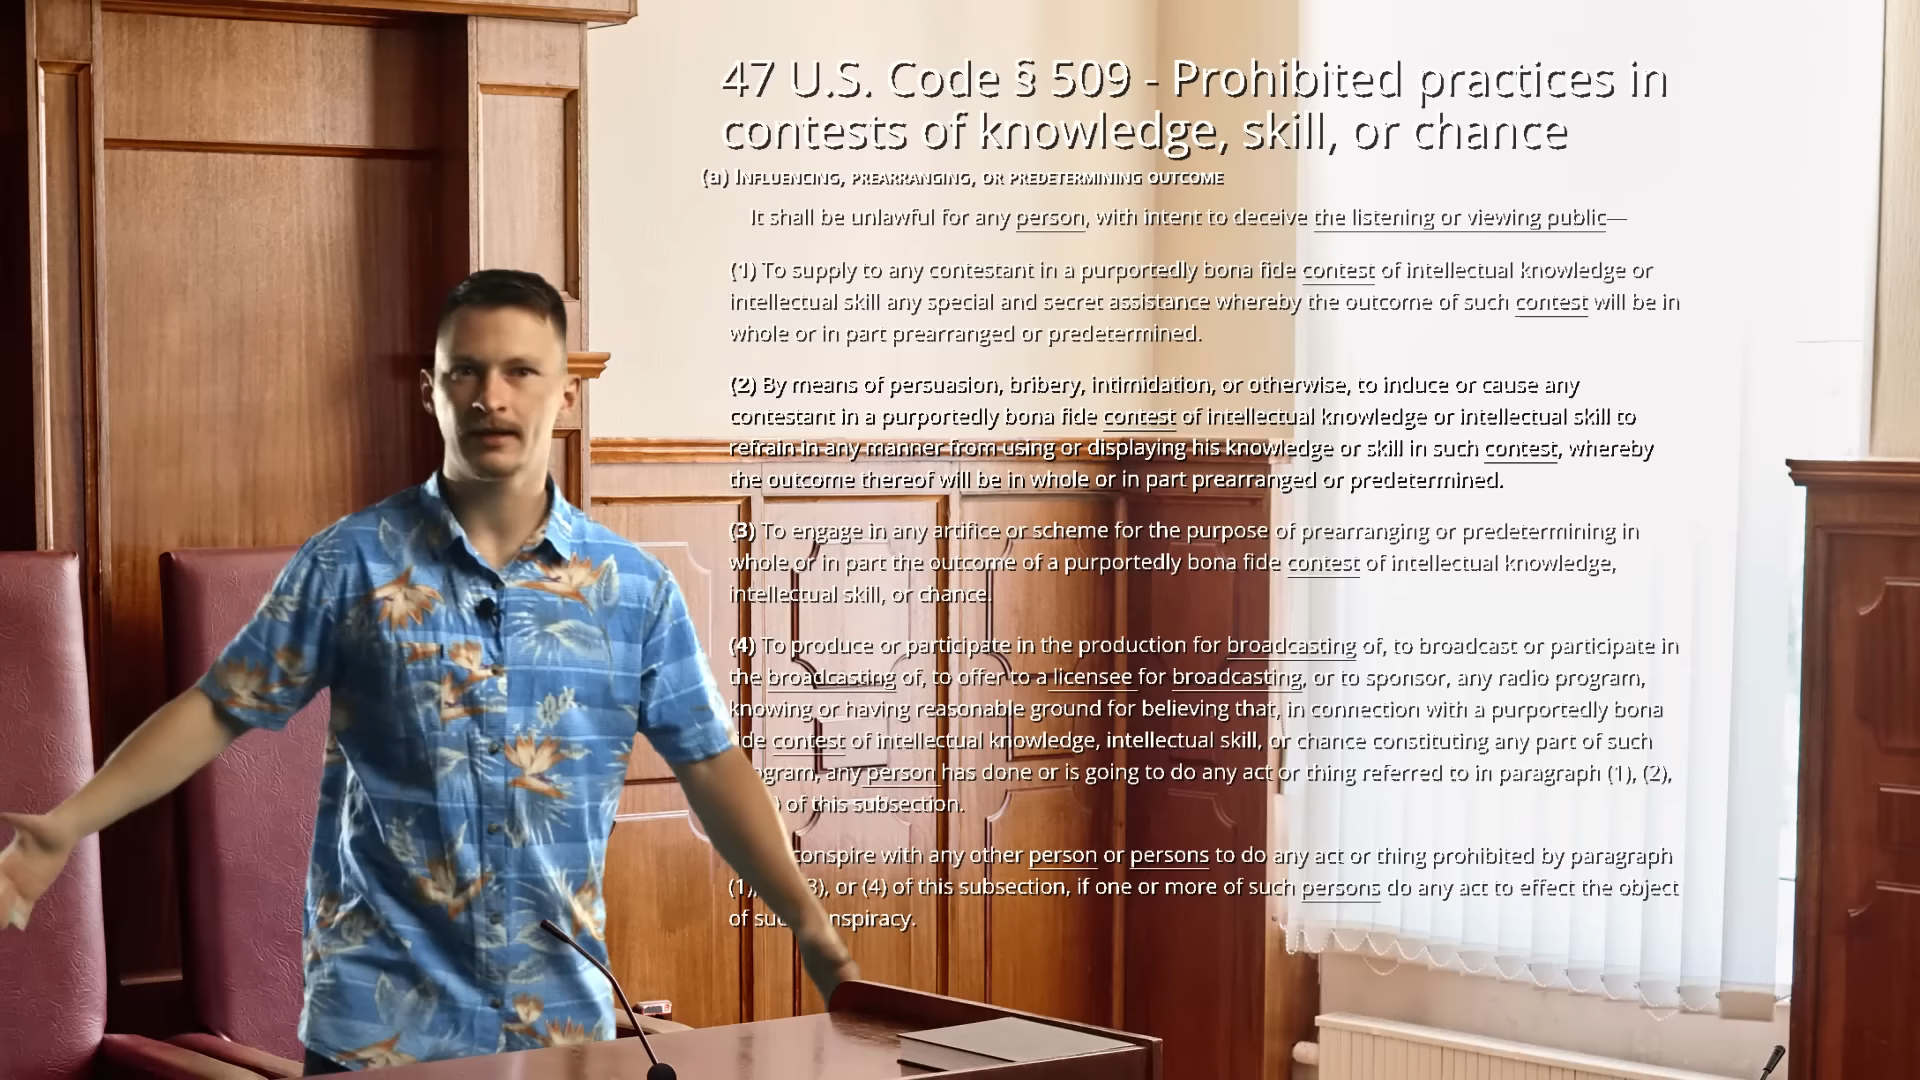 47 U.S. Code § 509 - Prohibited practices in
contests of knowledge, skill, or chance
(a) Influencing, prearranging, or predetermining outcome
It shall be unlawful for any person, with intent to deceive the listening or viewing public—
(1) To supply to any contestant in a purportedly bona fide contest of intellectual knowledge or
intellectual skill any special and secret assistance whereby the outcome of such contest will be in
whole or in part prearranged or predetermined.
(2) By means of persuasion, bribery, intimidation, or otherwise, to induce or cause any
contestant in a purportedly bona fide contest of intellectual knowledge or intellectual skill to
refrain in any manner from using or displaying his knowledge or skill in such contest, whereby
the outcome thereof will be in whole or in part prearranged or predetermined.
(3) To engage in any artifice or scheme for the purpose of prearranging or predetermining in
whole or in part the outcome of a purportedly bona fide contest of intellectual knowledge,
intellectual skill, or chance.
(4) To produce or participate in the production for broadcasting of, to broadcast or participate in
the broadcasting of, to offer to a licensee for broadcasting, or to sponsor, any radio program,
knowing or having reasonable ground for believing that, in connection with a purportedly bona
ide contest of intellectual knowledge, intellectual skill, or chance constituting any part of such
gram, any person has done or is going to do any act or thing referred to in paragraph (1), (2),
) of this subsection.
conspire with any other person or persons to do any act or thing prohibited by paragraph
(1), 3), or (4) of this subsection, if one or more of such persons do any act to effect the object
of su nspiracy.